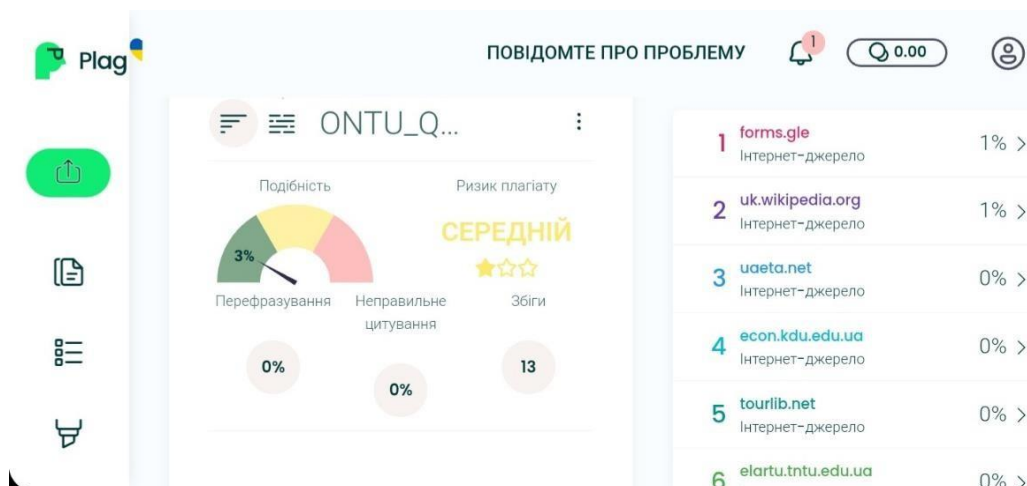 Plag
ПОВІДОМТЕ ПРО ПРОБЛЕМУ
1
0.00
ONTU_Q...
Подібність
Ризик плагіату
3%
СЕРЕДНІЙ
Перефразування
Неправильне
цитування
Збіги
0%
0%
13
1 forms.gle 1%
Інтернет-джерело
2 uk.wikipedia.org 1%
Інтернет-джерело
3 uaeta.net 0%
Інтернет-джерело
4 econ.kdu.edu.ua 0%
Інтернет-джерело
5 tourlib.net 0%
Інтернет-джерело
6 elartu.tntu.edu.ua 0%